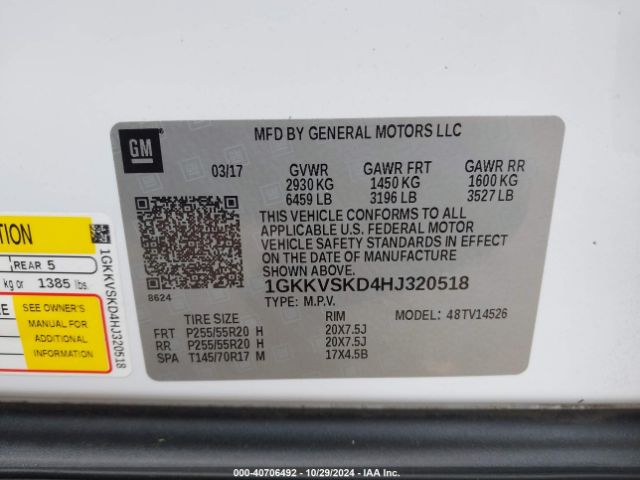 GM
MFD BY GENERAL MOTORS LLC
03/17 GVWR GAWR FRT GAWR RR
2930 KG 1450 KG 1600 KG
6459 LB 3196 LB 3527 LB
THIS VEHICLE CONFORMS TO ALL
APPLICABLE U.S. FEDERAL MOTOR
VEHICLE SAFETY STANDARDS IN EFFECT
ON THE DATE OF MANUFACTURE
SHOWN ABOVE.
8624
1GKKVSKD4HJ320518
TYPE: M.P.V.
MODEL: 48TV14526
TIRE SIZE RIM
FRT P255/55R20 H 20X7.5J
RR P255/55R20 H 20X7.5J
SPA T145/70R17 M 17X4.5B
REAR 5
kg or 1385 lbs.
SEE OWNER'S
MANUAL FOR
ADDITIONAL
INFORMATION
1GKKVSKD4HJ320518
000-40706492 - 10/29/2024 - IAAI.COM